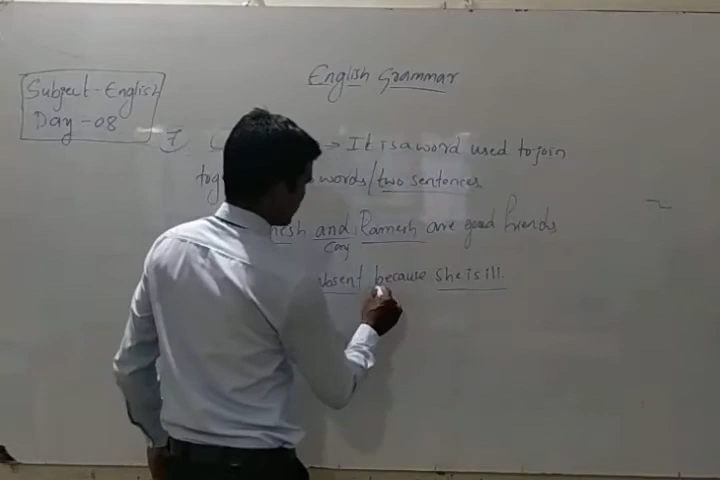 English Grammar
Subject - English
Day - 08
7 → It is a word used to join
words/two sentences.
and Ramesh are good friends
Conj
absent because she is ill.